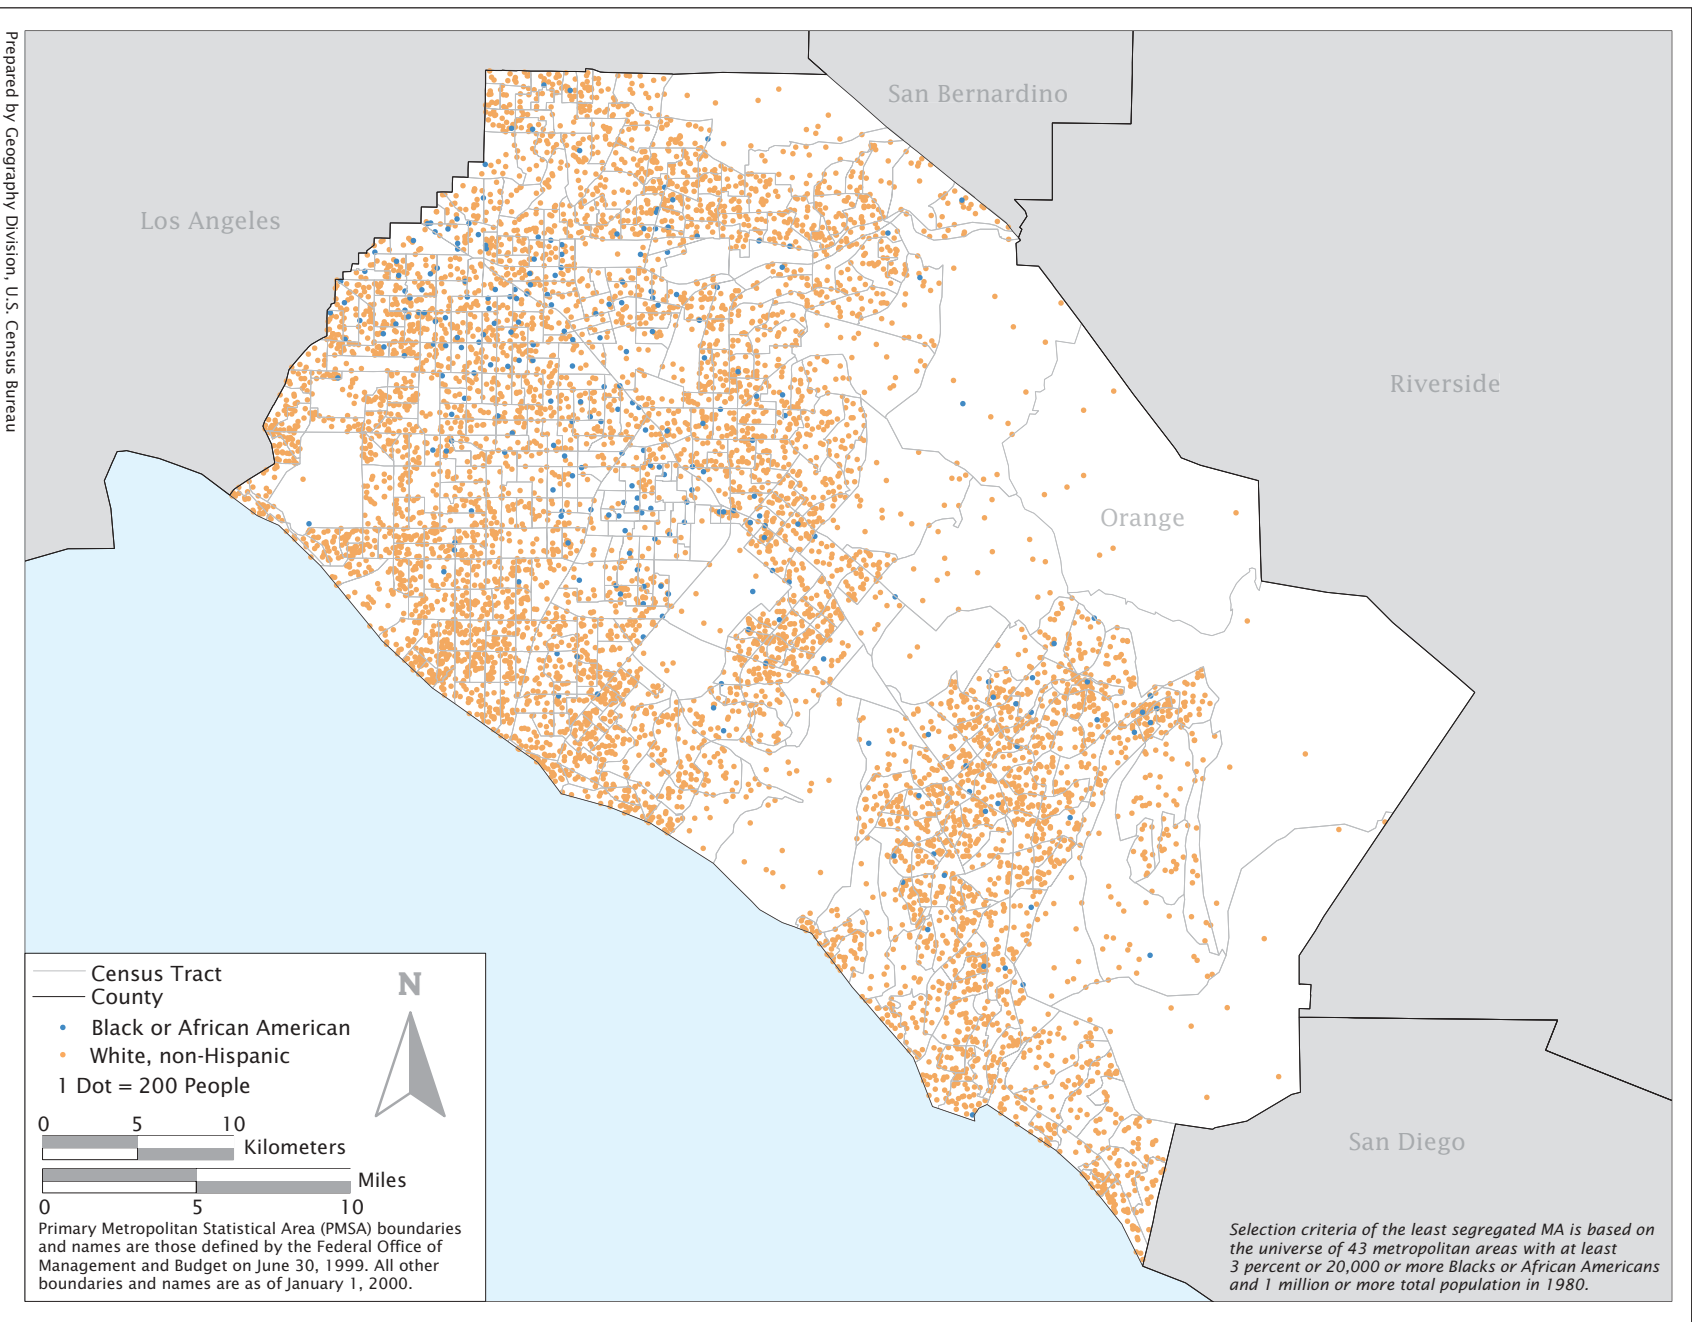 Prepared by Geography Division, U.S. Census Bureau
San Bernardino
Los Angeles
Riverside
Orange
San Diego
Census Tract
County
N
Black or African American
White, non-Hispanic
1 Dot = 200 People
0 5 10
Kilometers
Miles
0 5 10
Primary Metropolitan Statistical Area (PMSA) boundaries
and names are those defined by the Federal Office of
Management and Budget on June 30, 1999. All other
boundaries and names are as of January 1, 2000.
Selection criteria of the least segregated MA is based on
the universe of 43 metropolitan areas with at least
3 percent or 20,000 or more Blacks or African Americans
and 1 million or more total population in 1980.